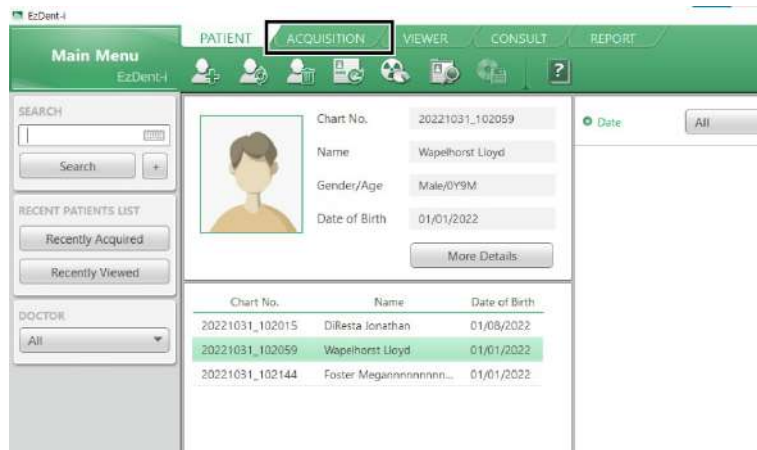 EzDent-i
PATIENT ACQUISITION VIEWER CONSULT REPORT
Main Menu
EzDent-i
?
SEARCH
Search +
RECENT PATIENTS LIST
Recently Acquired
Recently Viewed
DOCTOR
All
Chart No. 20221031_102059
Name Wapelhorst Lloyd
Gender/Age Male/0Y9M
Date of Birth 01/01/2022
More Details
Date All
Chart No. Name Date of Birth
20221031_102015 DiResta Jonathan 01/08/2022
20221031_102059 Wapelhorst Lloyd 01/01/2022
20221031_102144 Foster Megannnnnnnnn... 01/01/2022